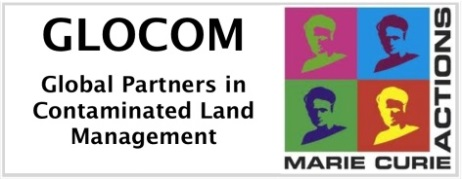 GLOCOM
Global Partners in
Contaminated Land
Management
MARIE CURIE
ACTIONS